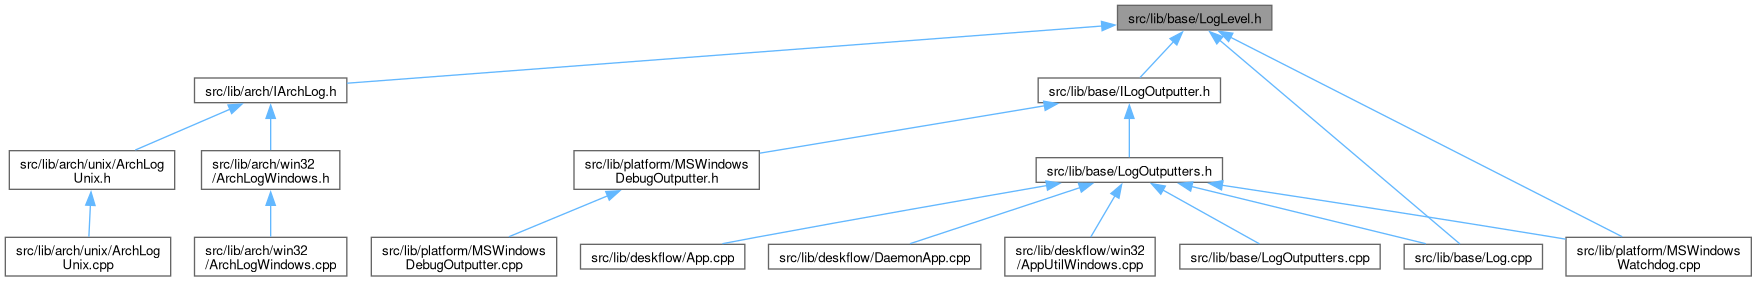 src/lib/base/LogLevel.h
src/lib/arch/IArchLog.h
src/lib/base/ILogOutputter.h
src/lib/arch/unix/ArchLog
Unix.h
src/lib/arch/win32
/ArchLogWindows.h
src/lib/platform/MSWindows
DebugOutputter.h
src/lib/base/LogOutputters.h
src/lib/arch/unix/ArchLog
Unix.cpp
src/lib/arch/win32
/ArchLogWindows.cpp
src/lib/platform/MSWindows
DebugOutputter.cpp
src/lib/deskflow/App.cpp
src/lib/deskflow/DaemonApp.cpp
src/lib/deskflow/win32
/AppUtilWindows.cpp
src/lib/base/LogOutputters.cpp
src/lib/base/Log.cpp
src/lib/platform/MSWindows
Watchdog.cpp